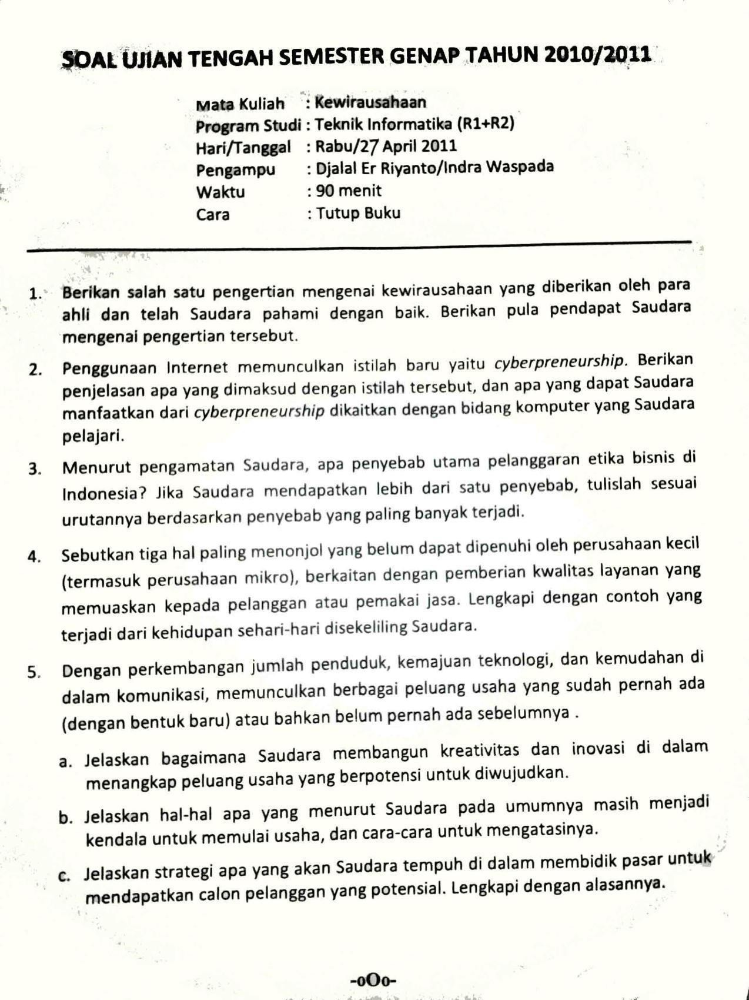 SOAL UJIAN TENGAH SEMESTER GENAP TAHUN 2010/2011
Mata Kuliah : Kewirausahaan
Program Studi : Teknik Informatika (R1+R2)
Hari/Tanggal : Rabu/27 April 2011
Pengampu : Djalal Er Riyanto/Indra Waspada
Waktu : 90 menit
Cara : Tutup Buku
1. Berikan salah satu pengertian mengenai kewirausahaan yang diberikan oleh para
ahli dan telah Saudara pahami dengan baik. Berikan pula pendapat Saudara
mengenai pengertian tersebut.
2. Penggunaan Internet memunculkan istilah baru yaitu cyberpreneurship. Berikan
penjelasan apa yang dimaksud dengan istilah tersebut, dan apa yang dapat Saudara
manfaatkan dari cyberpreneurship dikaitkan dengan bidang komputer yang Saudara
pelajari.
3. Menurut pengamatan Saudara, apa penyebab utama pelanggaran etika bisnis di
Indonesia? Jika Saudara mendapatkan lebih dari satu penyebab, tulislah sesuai
urutannya berdasarkan penyebab yang paling banyak terjadi.
4. Sebutkan tiga hal paling menonjol yang belum dapat dipenuhi oleh perusahaan kecil
(termasuk perusahaan mikro), berkaitan dengan pemberian kwalitas layanan yang
memuaskan kepada pelanggan atau pemakai jasa. Lengkapi dengan contoh yang
terjadi dari kehidupan sehari-hari disekeliling Saudara.
5. Dengan perkembangan jumlah penduduk, kemajuan teknologi, dan kemudahan di
dalam komunikasi, memunculkan berbagai peluang usaha yang sudah pernah ada
(dengan bentuk baru) atau bahkan belum pernah ada sebelumnya .
a. Jelaskan bagaimana Saudara membangun kreativitas dan inovasi di dalam
menangkap peluang usaha yang berpotensi untuk diwujudkan.
b. Jelaskan hal-hal apa yang menurut Saudara pada umumnya masih menjadi
kendala untuk memulai usaha, dan cara-cara untuk mengatasinya.
c. Jelaskan strategi apa yang akan Saudara tempuh di dalam membidik pasar untuk
mendapatkan calon pelanggan yang potensial. Lengkapi dengan alasannya.
-oOo-